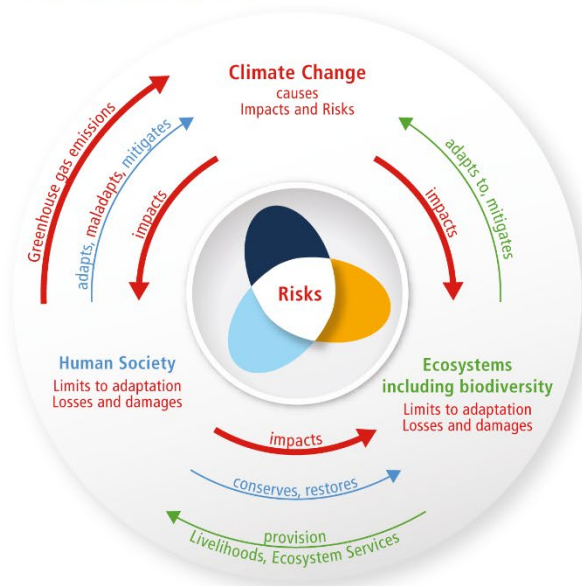 Climate Change
causes
Impacts and Risks
Greenhouse gas emissions
adapts, maladapts, mitigates
impacts
impacts
adapts to, mitigates
Risks
Human Society
Limits to adaptation
Losses and damages
Ecosystems
including biodiversity
Limits to adaptation
Losses and damages
impacts
conserves, restores
provision
Livelihoods, Ecosystem Services